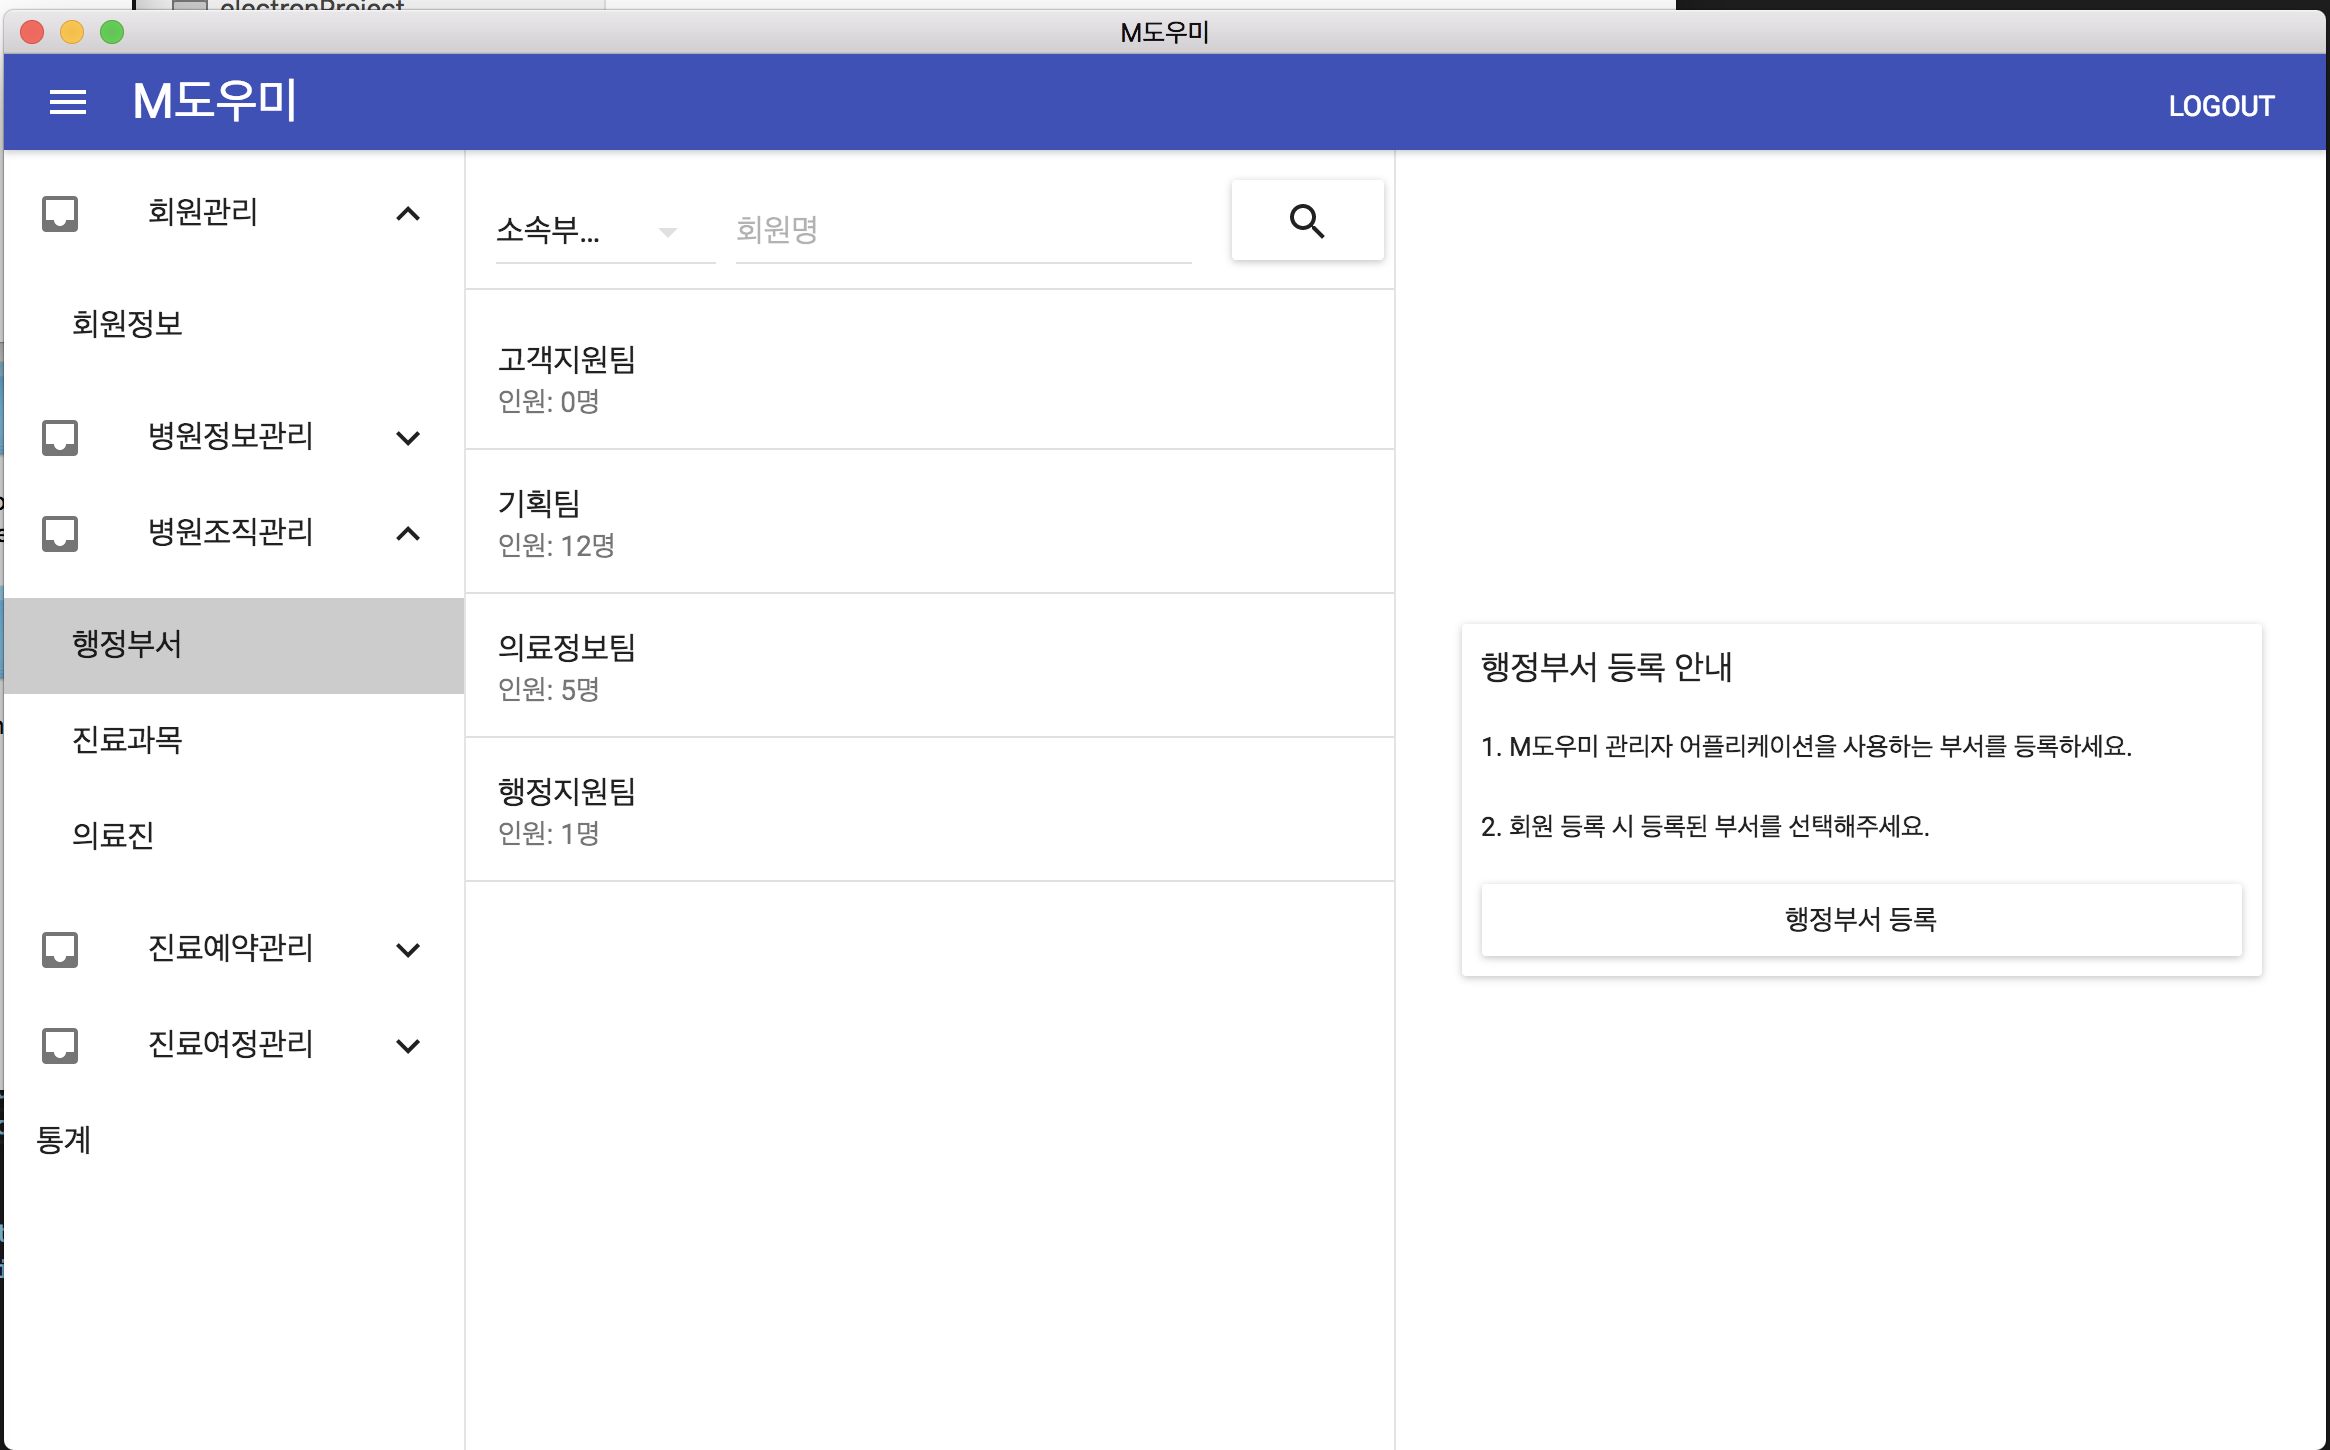 electronProject
M도우미
M도우미
LOGOUT
회원관리
회원정보
병원정보관리
병원조직관리
행정부서
진료과목
의료진
진료예약관리
진료여정관리
통계
소속부...
회원명
고객지원팀
인원: 0명
기획팀
인원: 12명
의료정보팀
인원: 5명
행정지원팀
인원: 1명
행정부서 등록 안내
1. M도우미 관리자 어플리케이션을 사용하는 부서를 등록하세요.
2. 회원 등록 시 등록된 부서를 선택해주세요.
행정부서 등록